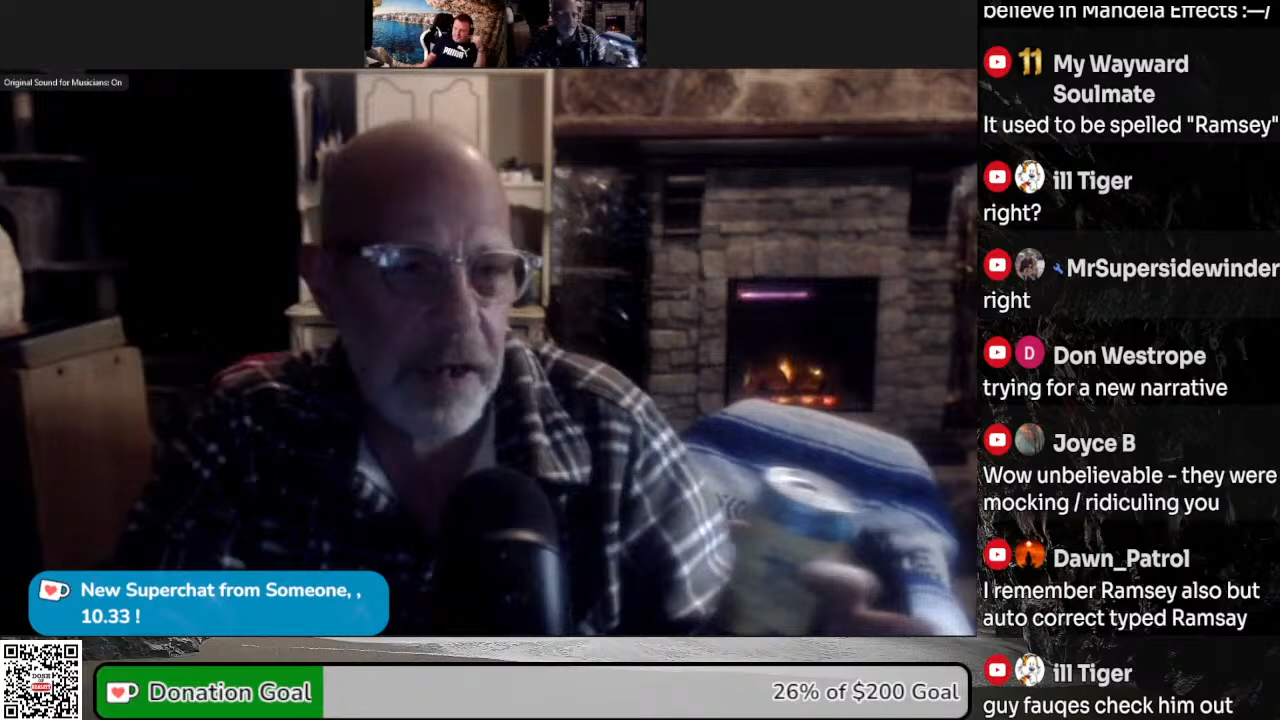 believe in Mandela Effects :—/
Original Sound for Musicians: On
PUMA
11 My Wayward
Soulmate
It used to be spelled "Ramsey"
ill Tiger
right?
MrSupersidewinder
right
D Don Westrope
trying for a new narrative
Joyce B
Wow unbelievable - they were
mocking / ridiculing you
Dawn_Patrol
I remember Ramsey also but
auto correct typed Ramsay
ill Tiger
guy fauqes check him out
New Superchat from Someone, ,
10.33 !
Donation Goal
26% of $200 Goal